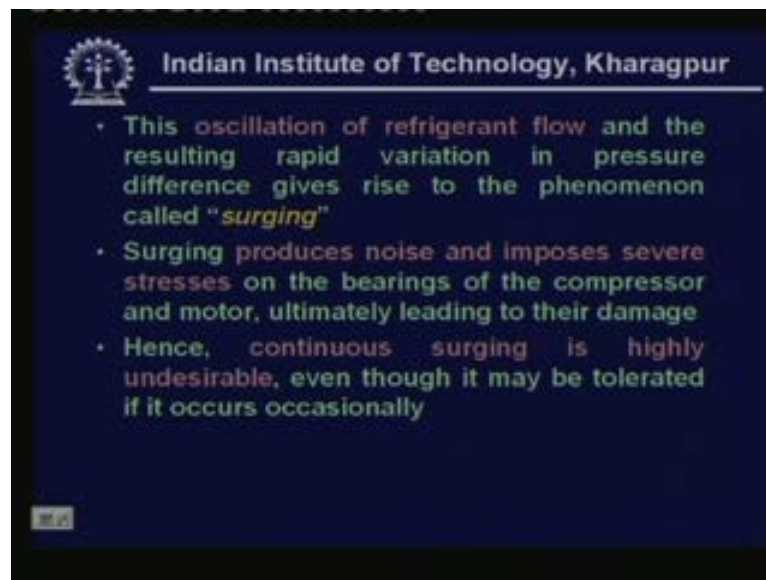 Indian Institute of Technology, Kharagpur
• This oscillation of refrigerant flow and the
resulting rapid variation in pressure
difference gives rise to the phenomenon
called "surging"
• Surging produces noise and imposes severe
stresses on the bearings of the compressor
and motor, ultimately leading to their damage
• Hence, continuous surging is highly
undesirable, even though it may be tolerated
if it occurs occasionally